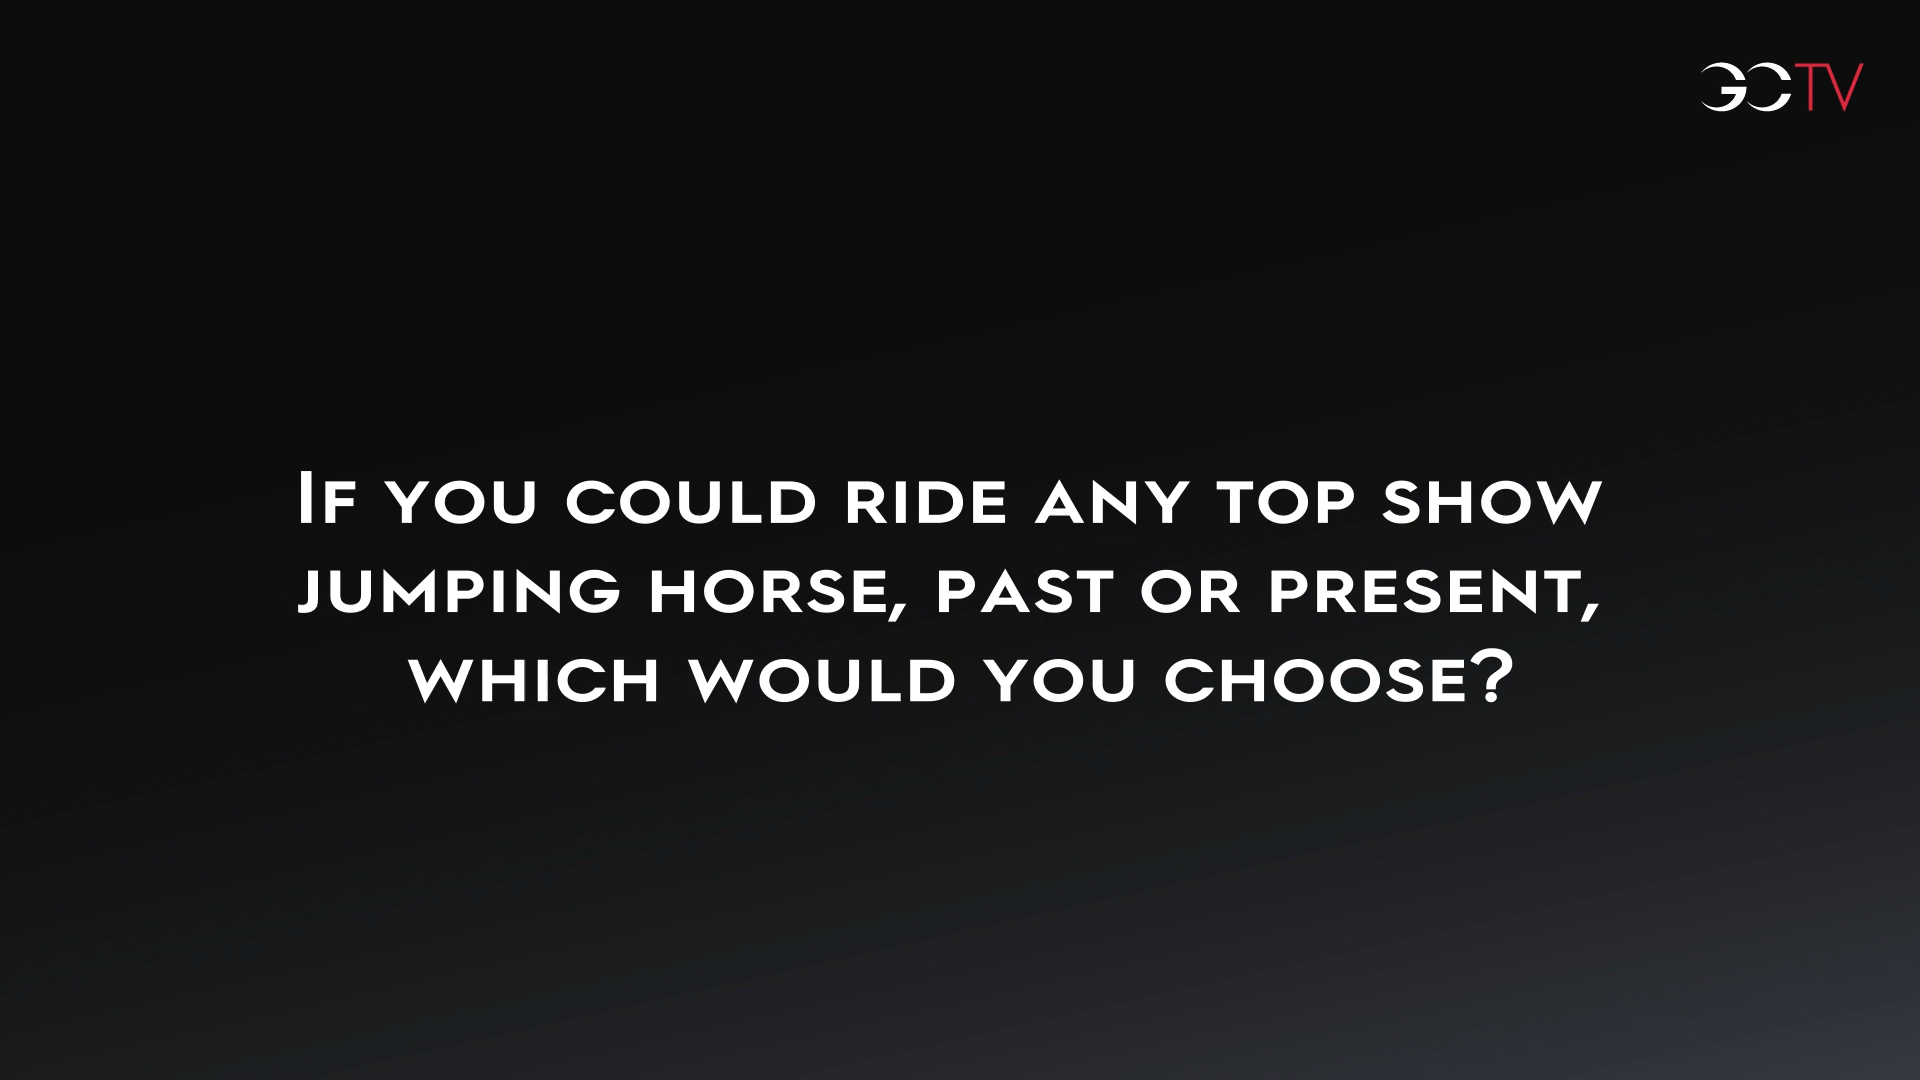 GCTV
If you could ride any top show
jumping horse, past or present,
which would you choose?